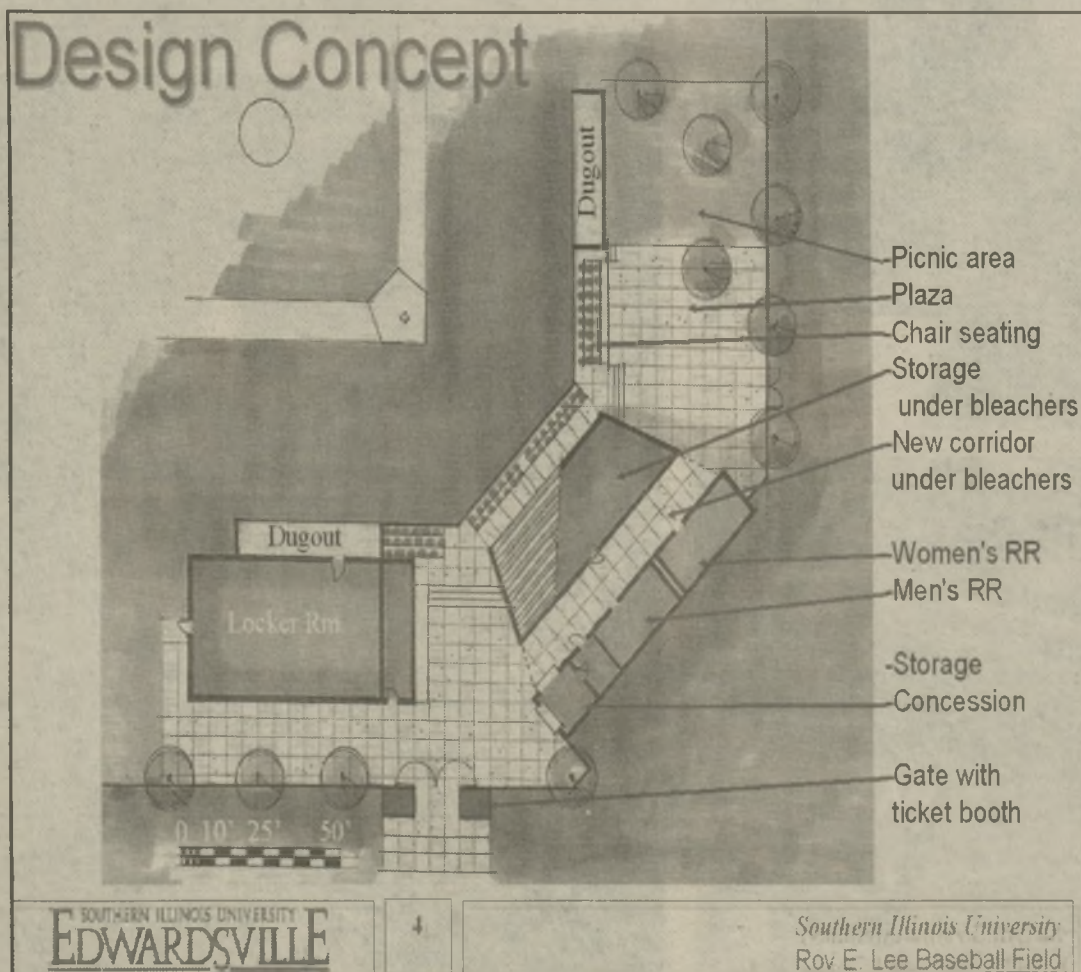 Design Concept
Dugout
Picnic area
Plaza
Chair seating
Storage
under bleachers
New corridor
under bleachers
Dugout
Locker Rm
Women's RR
Men's RR
Storage
Concession
Gate with
ticket booth
0 10' 25' 50'
SOUTHERN ILLINOIS UNIVERSITY
EDWARDSVILLE
4
Southern Illinois University
Roy E. Lee Baseball Field